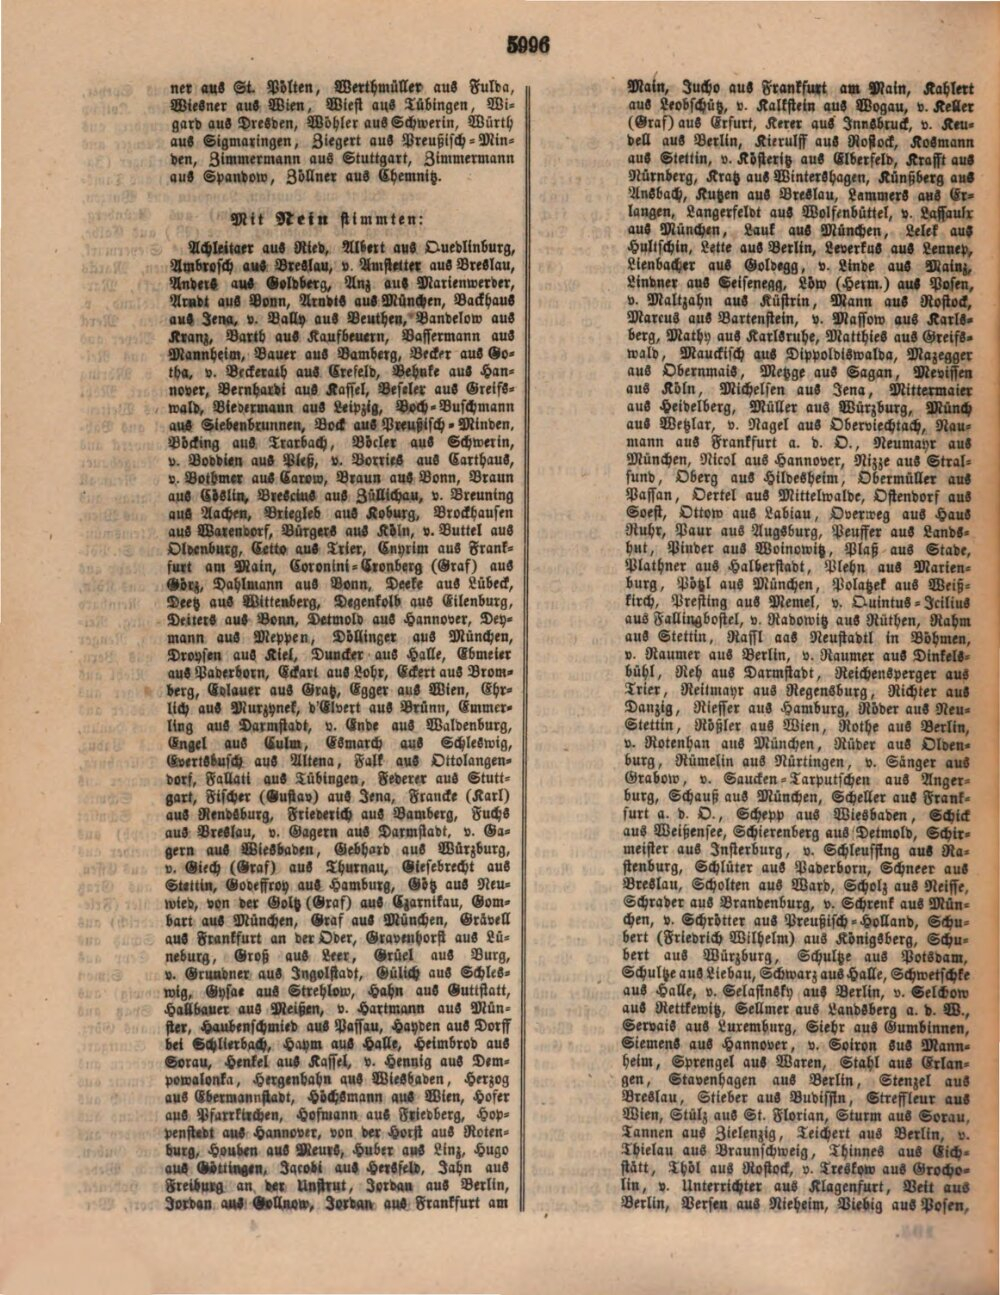 5996
ner aus St. Pölten, Werthmüller aus Fulda,
Wiesner aus Wien, Wiest aus Tübingen, Wi-
gard aus Dresden, Wöhler aus Schwerin, Würth
aus Sigmaringen, Ziegert aus Preußisch-Min-
den, Zimmermann aus Stuttgart, Zimmermann
aus Spandow, Zöllner aus Chemnitz.
Mit Nein stimmten:
Achleitner aus Ried, Albert aus Quedlinburg,
Ambrosch aus Breslau, v. Amstetter aus Breslau,
Anders aus Goldberg, Anz aus Marienwerder,
Arndt aus Bonn, Arndts aus München, Backhaus
aus Jena, v. Bally aus Beuthen, Bandelow aus
Kranz, Barth aus Kaufbeuern, Bassermann aus
Mannheim, Bauer aus Bamberg, Becker aus Go-
tha, v. Beckerath aus Crefeld, Behnke aus Han-
nover, Bernhardi aus Kassel, Beseler aus Greifs-
wald, Biedermann aus Leipzig, Boch-Buschmann
aus Siebenbrunnen, Bock aus Preußisch-Minden,
Böcking aus Trarbach, Böcler aus Schwerin,
v. Boddien aus Pleß, v. Borries aus Carthaus,
v. Bothmer aus Carow, Braun aus Bonn, Braun
aus Cöslin, Brescius aus Züllichau, v. Breuning
aus Aachen, Briegleb aus Koburg, Brockhausen
aus Warendorf, Bürgers aus Köln, v. Buttel aus
Oldenburg, Cetto aus Trier, Cnyrim aus Frank-
furt am Main, Coronini-Cronberg (Graf) aus
Görz, Dahlmann aus Bonn, Deeke aus Lübeck,
Deetz aus Wittenberg, Degenkolb aus Eilenburg,
Deiters aus Bonn, Detmold aus Hannover, Dey-
mann aus Meppen, Döllinger aus München,
Droysen aus Kiel, Duncker aus Halle, Ebmeier
aus Paderborn, Eckart aus Lohr, Eckert aus Brom-
berg, Edlauer aus Gratz, Egger aus Wien, Ehr-
lich aus Murzynek, d'Elvert aus Brünn, Emmer-
ling aus Darmstadt, v. Ende aus Waldenburg,
Engel aus Culm, Esmarch aus Schleswig,
Evertsbusch aus Altena, Falk aus Ottolangen-
dorf, Fallati aus Tübingen, Federer aus Stutt-
gart, Fischer (Gustav) aus Jena, Francke (Karl)
aus Rendsburg, Friederich aus Bamberg, Fuchs
aus Breslau, v. Gagern aus Darmstadt, v. Ga-
gern aus Wiesbaden, Gebhard aus Würzburg,
v. Giech (Graf) aus Thurnau, Giesebrecht aus
Stettin, Godeffroy aus Hamburg, Götz aus Neu-
wied, von der Goltz (Graf) aus Czarnikau, Gom-
bart aus München, Graf aus München, Grävell
aus Frankfurt an der Oder, Gravenhorst aus Lü-
neburg, Groß aus Leer, Grüel aus Burg,
v. Grundner aus Ingolstadt, Gülich aus Schles-
wig, Gysae aus Strehlow, Hahn aus Guttstatt,
Hallbauer aus Meißen, v. Hartmann aus Mün-
ster, Haubenschmied aus Passau, Hayden aus Dorff
bei Schlierbach, Haym aus Halle, Heimbrod aus
Sorau, Henkel aus Kassel, v. Hennig aus Dem-
powalonka, Hergenhahn aus Wiesbaden, Herzog
aus Ebermannstadt, Höchsmann aus Wien, Hofer
aus Pfarrkirchen, Hofmann aus Friedberg, Hop-
penstedt aus Hannover, von der Horst aus Roten-
burg, Houben aus Meurs, Huber aus Linz, Hugo
aus Göttingen, Jacobi aus Hersfeld, Jahn aus
Freiburg an der Unstrut, Jordan aus Berlin,
Jordan aus Gollnow, Jordan aus Frankfurt am
Main, Jucho aus Frankfurt am Main, Kahlert
aus Leobschütz, v. Kalkstein aus Wogau, v. Keller
(Graf) aus Erfurt, Kerer aus Innsbruck, v. Keu-
dell aus Berlin, Kierulff aus Rostock, Kosmann
aus Stettin, v. Kösteritz aus Elberfeld, Krafft aus
Nürnberg, Kratz aus Wintershagen, Künßberg aus
Ansbach, Kutzen aus Breslau, Lammers aus Er-
langen, Langerfeldt aus Wolfenbüttel, v. Lassaulx
aus München, Lauk aus München, Lelek aus
Hultschin, Lette aus Berlin, Leverkus aus Lennep,
Lienbacher aus Goldegg, v. Linde aus Mainz,
Lindner aus Seisenegg, Löw (Herm.) aus Posen,
v. Maltzahn aus Küstrin, Mann aus Rostock,
Marcus aus Bartenstein, v. Massow aus Karls-
berg, Mathy aus Karlsruhe, Matthies aus Greifs-
wald, Mauckisch aus Dippoldiswalda, Mazegger
aus Obernmais, Metzge aus Sagan, Mevissen
aus Köln, Michelsen aus Jena, Mittermaier
aus Heidelberg, Müller aus Würzburg, Münch
aus Wetzlar, v. Nagel aus Oberviechtach, Nau-
mann aus Frankfurt a. d. O., Neumayr aus
München, Nicol aus Hannover, Nizze aus Stral-
sund, Oberg aus Hildesheim, Obermüller aus
Passan, Oertel aus Mittelwalde, Ostendorf aus
Soest, Ottow aus Labiau, Overweg aus Haus
Ruhr, Paur aus Augsburg, Peuffer aus Lands-
hut, Pinder aus Woinowitz, Plaß aus Stade,
Plathner aus Halberstadt, Plehn aus Marien-
burg, Pötzl aus München, Polatzek aus Weiß-
kirch, Presting aus Memel, v. Quintus-Icilius
aus Fallingbostel, v. Radowitz aus Rüthen, Rahm
aus Stettin, Raffl aas Neustadtl in Böhmen,
v. Raumer aus Berlin, v. Raumer aus Dinkels-
bühl, Reh aus Darmstadt, Reichensperger aus
Trier, Reitmayr aus Regensburg, Richter aus
Danzig, Riesser aus Hamburg, Röder aus Neu-
Stettin, Rößler aus Wien, Rothe aus Berlin,
v. Rotenhan aus München, Rüder aus Olden-
burg, Rümelin aus Nürtingen, v. Sänger aus
Grabow, v. Saucken-Tarputschen aus Anger-
burg, Schauß aus München, Scheller aus Frank-
furt a. d. O., Schepp aus Wiesbaden, Schick
aus Weißensee, Schierenberg aus Detmold, Schir-
meister aus Insterburg, v. Schleussing aus Ra-
stenburg, Schlüter aus Paderborn, Schneer aus
Breslau, Scholten aus Ward, Scholz aus Neisse,
Schrader aus Brandenburg, v. Schrenk aus Mün-
chen, v. Schrötter aus Preußisch-Holland, Schu-
bert (Friedrich Wilhelm) aus Königsberg, Schu-
bert aus Würzburg, Schultze aus Potsdam,
Schultze aus Liebau, Schwarz aus Halle, Schwetschke
aus Halle, v. Selasinsky aus Berlin, v. Selchow
aus Rettkewitz, Sellmer aus Landsberg a. d. W.,
Servais aus Luxemburg, Siehr aus Gumbinnen,
Siemens aus Hannover, v. Soiron sus Mann-
heim, Sprengel aus Waren, Stahl aus Erlan-
gen, Stavenhagen aus Berlin, Stenzel aus
Breslau, Stieber aus Budissin, Streffleur aus
Wien, Stülz aus St. Florian, Sturm aus Sorau,
Tannen aus Zielenzig, Teichert aus Berlin, v.
Thielau aus Braunschweig, Thinnes aus Eich-
stätt, Thöl aus Rostock, v. Treskow aus Grocho-
lin, v. Unterrichter aus Klagenfurt, Veit aus
Berlin, Versen aus Nieheim, Viebig aus Posen,